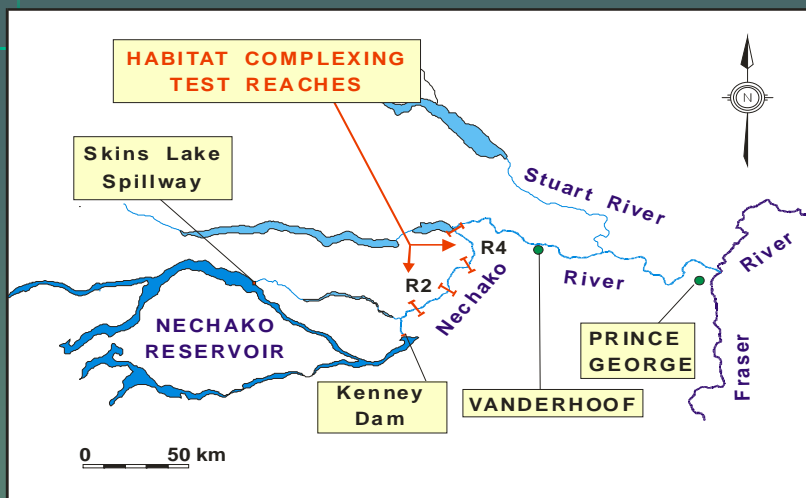 HABITAT COMPLEXING
TEST REACHES
N
Skins Lake
Spillway
Stuart River
R4
R2
Nechako
River
River
NECHAKO
RESERVOIR
PRINCE
GEORGE
Kenney
Dam
VANDERHOOF
Fraser
0 50 km